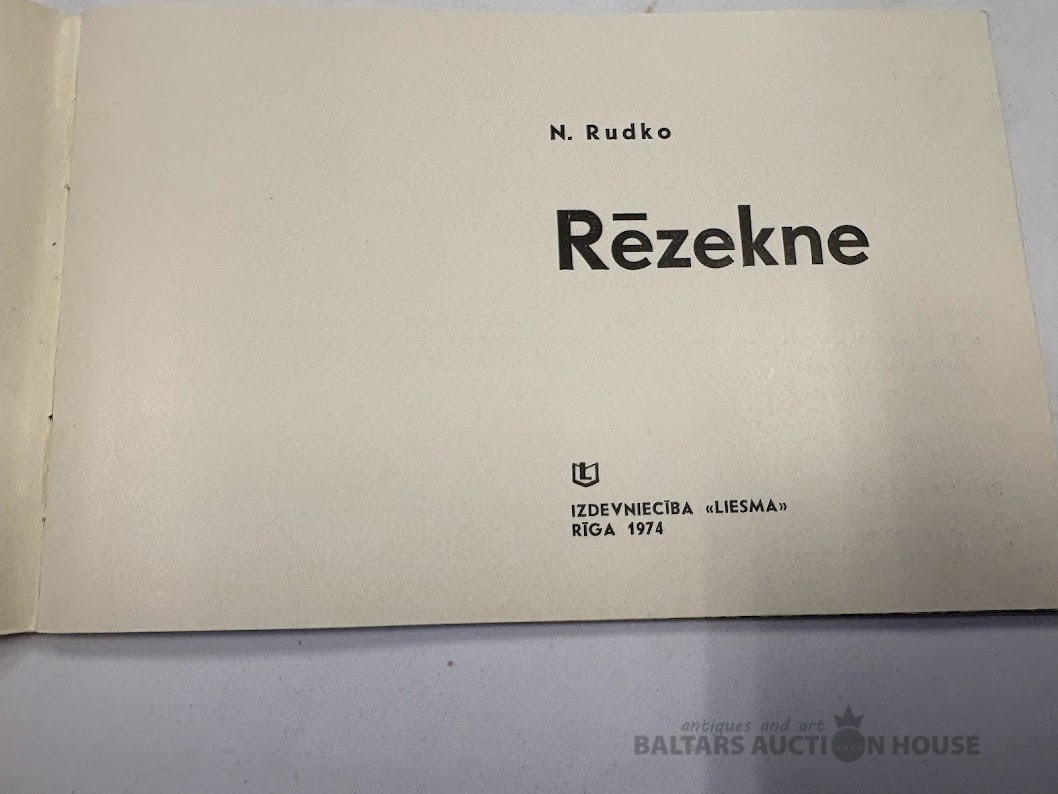 N. Rudko
Rēzekne
L
IZDEVNIECĪBA «LIESMA»
RĪGA 1974
antiques and art
BALTARS AUCTION HOUSE